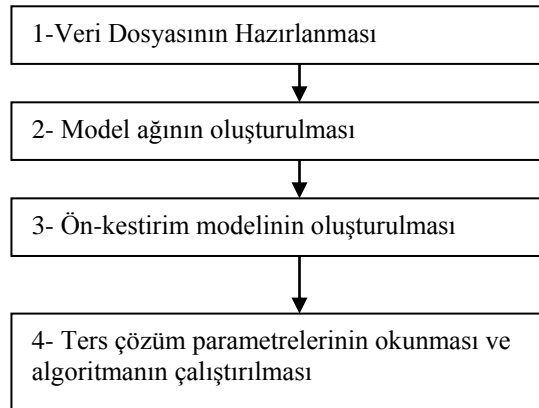 1-Veri Dosyasının Hazırlanması
2- Model ağının oluşturulması
3- Ön-kestirim modelinin oluşturulması
4- Ters çözüm parametrelerinin okunması ve
algoritmanın çalıştırılması